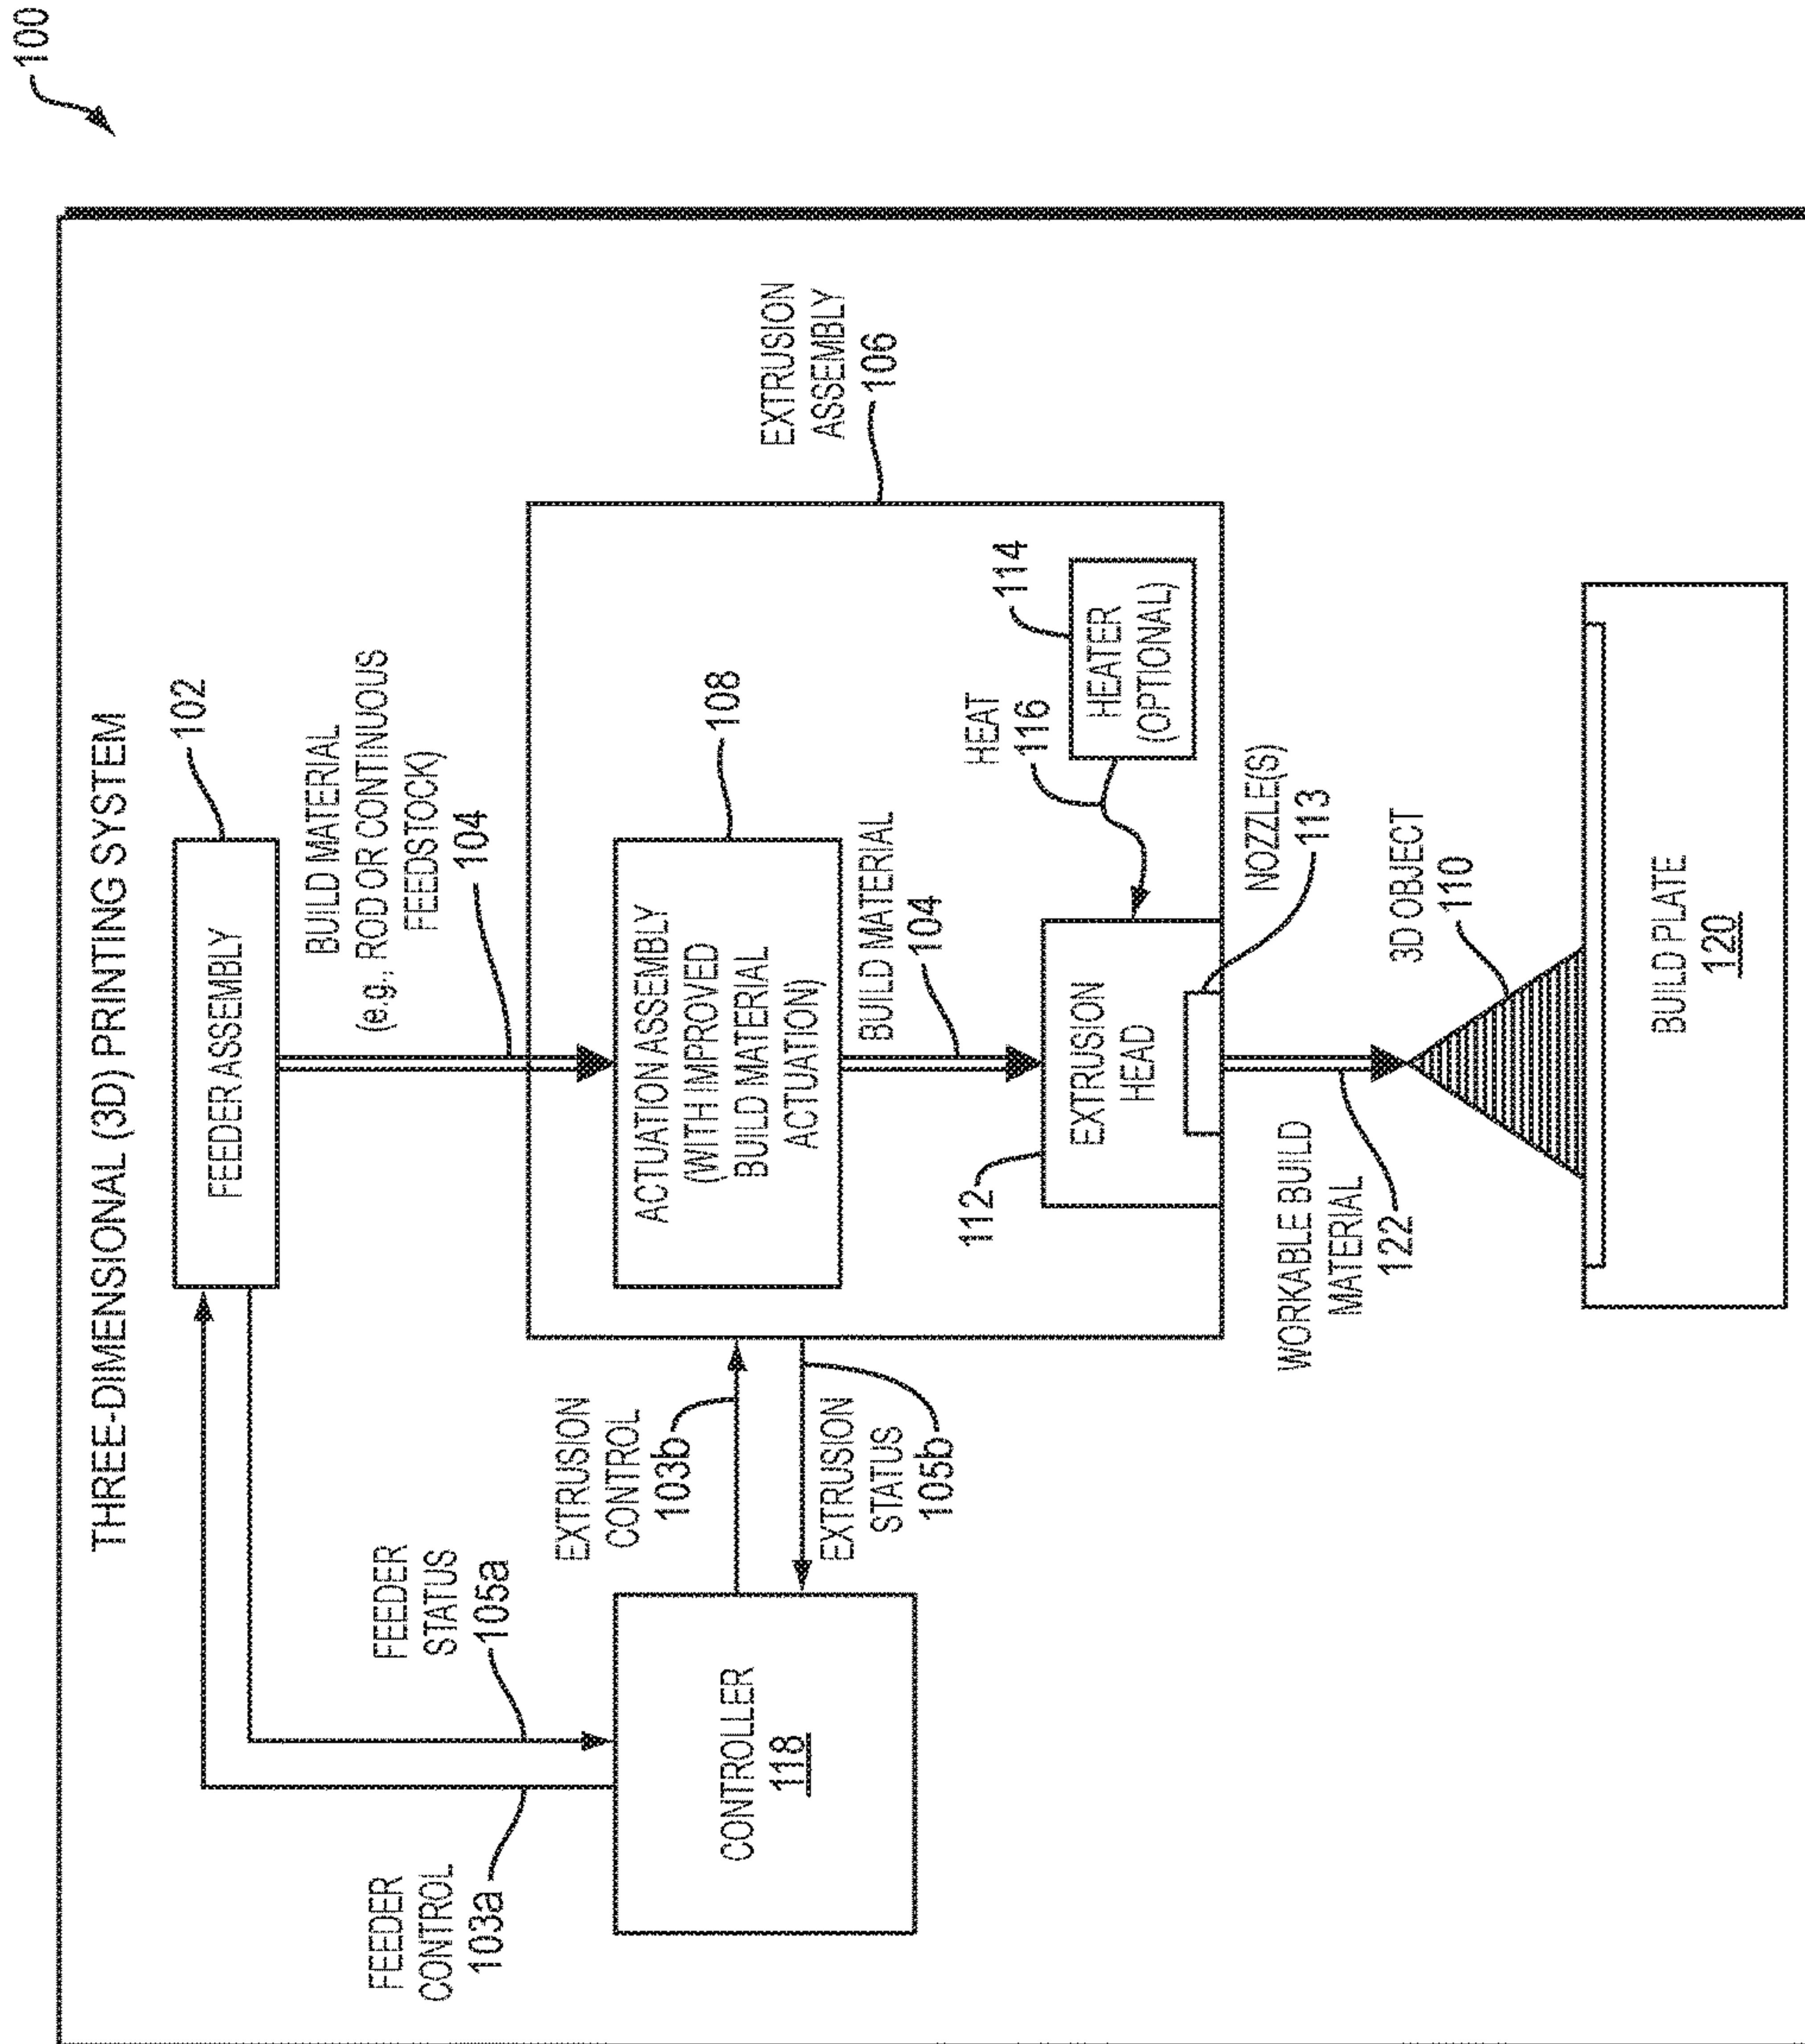 100
THREE-DIMENSIONAL (3D) PRINTING SYSTEM
FEEDER ASSEMBLY
102
BUILD MATERIAL
(e.g., ROD OR CONTINUOUS
FEEDSTOCK)
104
FEEDER
CONTROL
103a
FEEDER
STATUS
105a
CONTROLLER
118
EXTRUSION
CONTROL
103b
EXTRUSION
STATUS
105b
EXTRUSION
ASSEMBLY
106
ACTUATION ASSEMBLY
(WITH IMPROVED
BUILD MATERIAL
ACTUATION)
108
BUILD MATERIAL
104
HEAT
116
114
HEATER
(OPTIONAL)
112
EXTRUSION
HEAD
NOZZLE(S)
113
WORKABLE BUILD
MATERIAL
122
3D OBJECT
110
BUILD PLATE
120